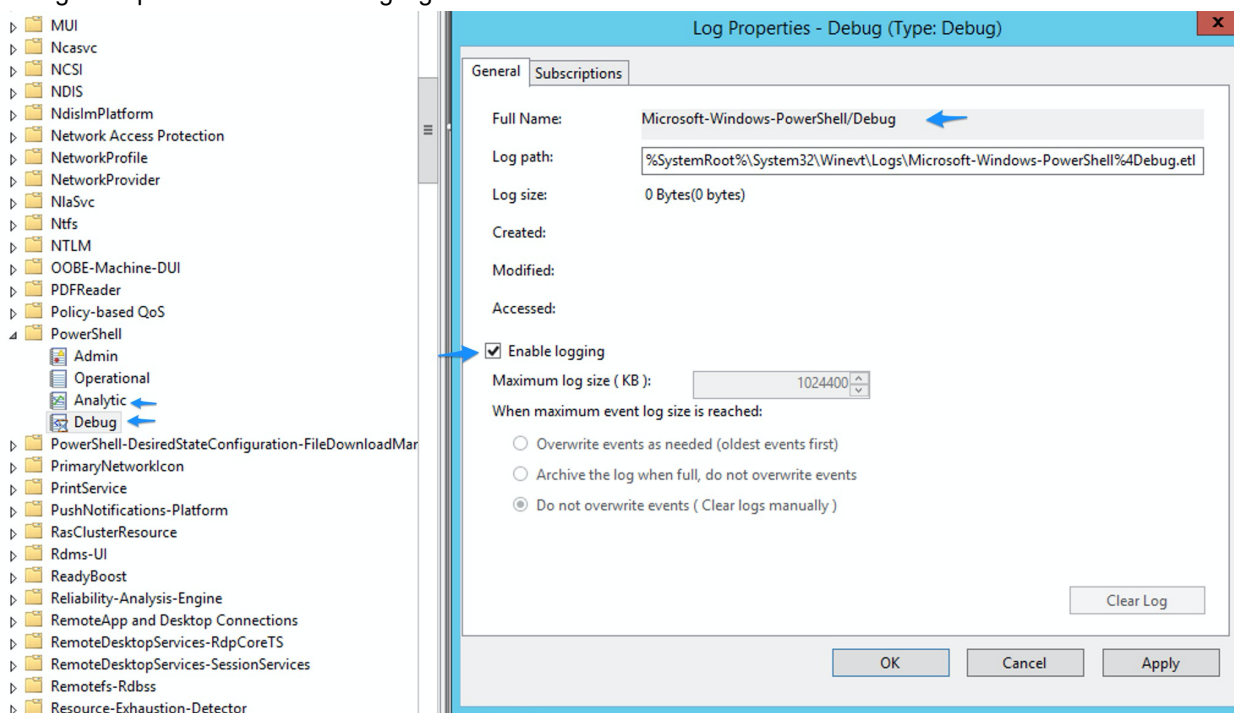 MUI
Ncasvc
NCSI
NDIS
NdisImPlatform
Network Access Protection
NetworkProfile
NetworkProvider
NlaSvc
Ntfs
NTLM
OOBE-Machine-DUI
PDFReader
Policy-based QoS
PowerShell
Admin
Operational
Analytic
Debug
PowerShell-DesiredStateConfiguration-FileDownloadMar
PrimaryNetworkIcon
PrintService
PushNotifications-Platform
RasClusterResource
Rdms-UI
ReadyBoost
Reliability-Analysis-Engine
RemoteApp and Desktop Connections
RemoteDesktopServices-RdpCoreTS
RemoteDesktopServices-SessionServices
Remotefs-Rdbss
Resource-Exhaustion-Detector
Log Properties - Debug (Type: Debug)
x
General Subscriptions
Full Name: Microsoft-Windows-PowerShell/Debug
Log path: %SystemRoot%\System32\Winevt\Logs\Microsoft-Windows-PowerShell%4Debug.etl
Log size: 0 Bytes(0 bytes)
Created:
Modified:
Accessed:
Enable logging
Maximum log size ( KB ): 1024400
When maximum event log size is reached:
Overwrite events as needed (oldest events first)
Archive the log when full, do not overwrite events
Do not overwrite events ( Clear logs manually )
Clear Log
OK Cancel Apply